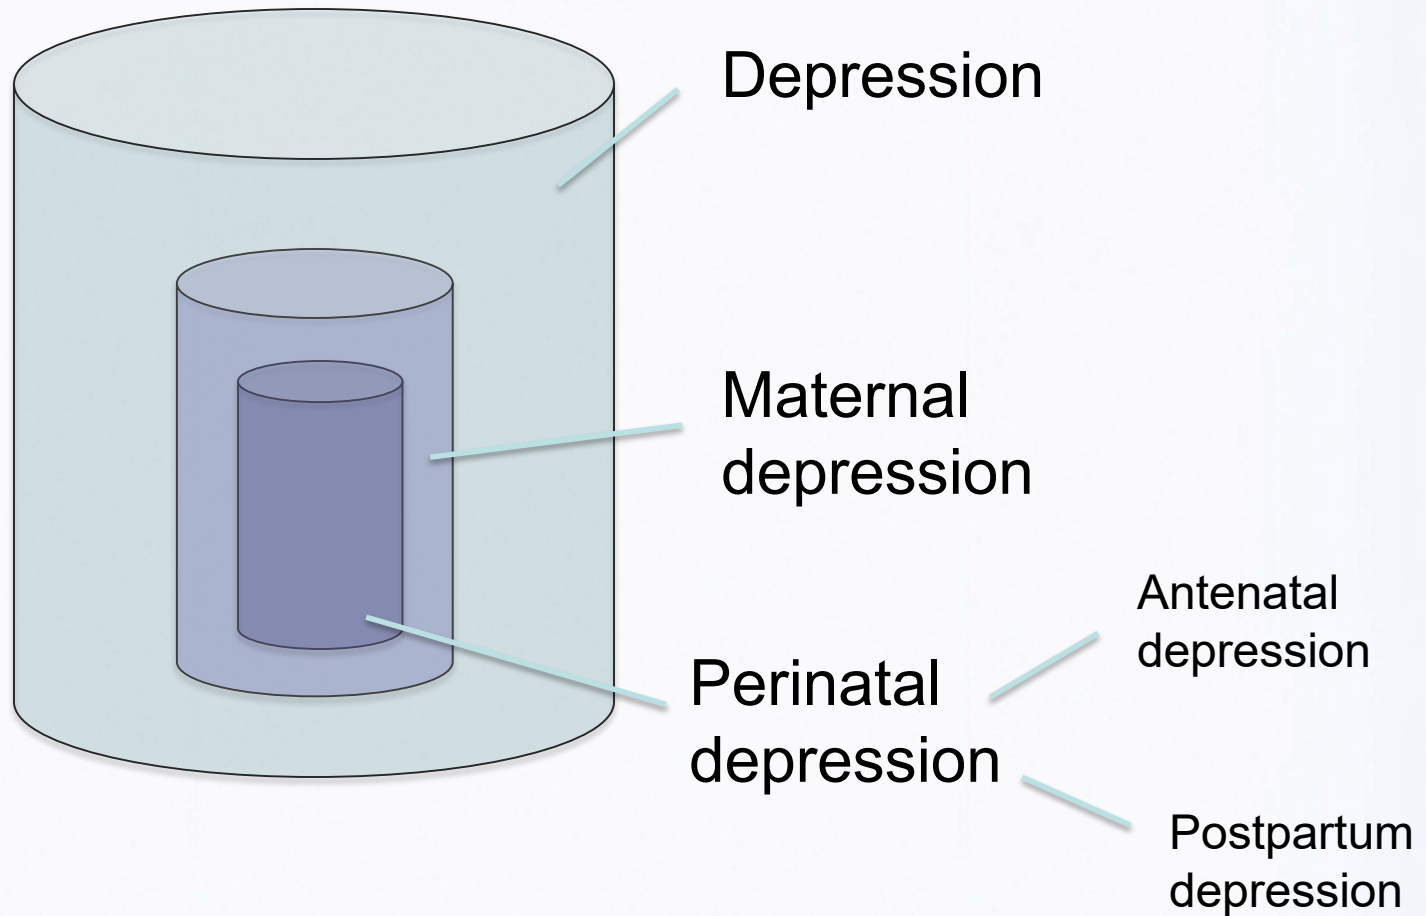 Depression
Maternal
depression
Perinatal
depression
Antenatal
depression
Postpartum
depression